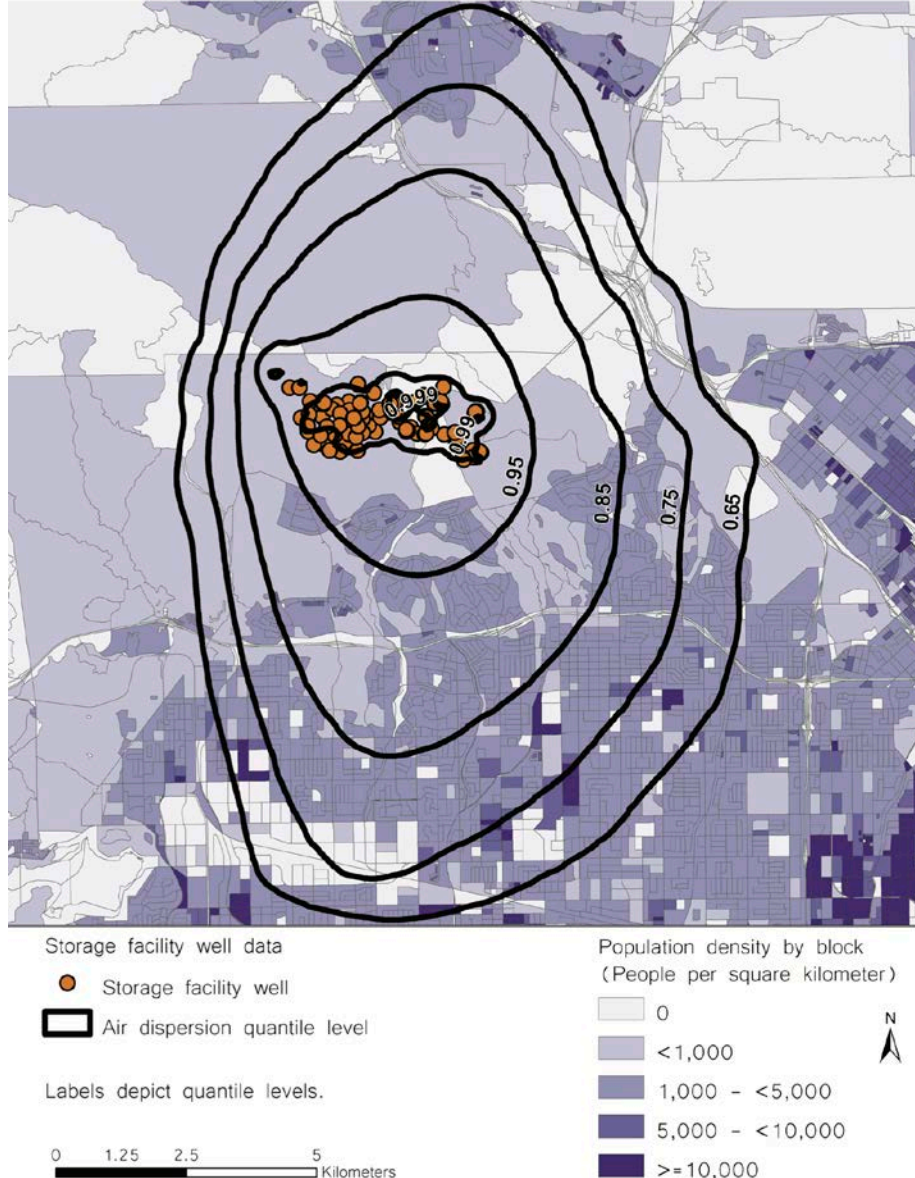 0.999
0.99
0.95
0.85
0.75
0.65
Storage facility well data
Storage facility well
Air dispersion quantile level
Labels depict quantile levels.
0 1.25 2.5 5
Kilometers
Population density by block
(People per square kilometer)
0
<1,000
1,000 - <5,000
5,000 - <10,000
>=10,000
N